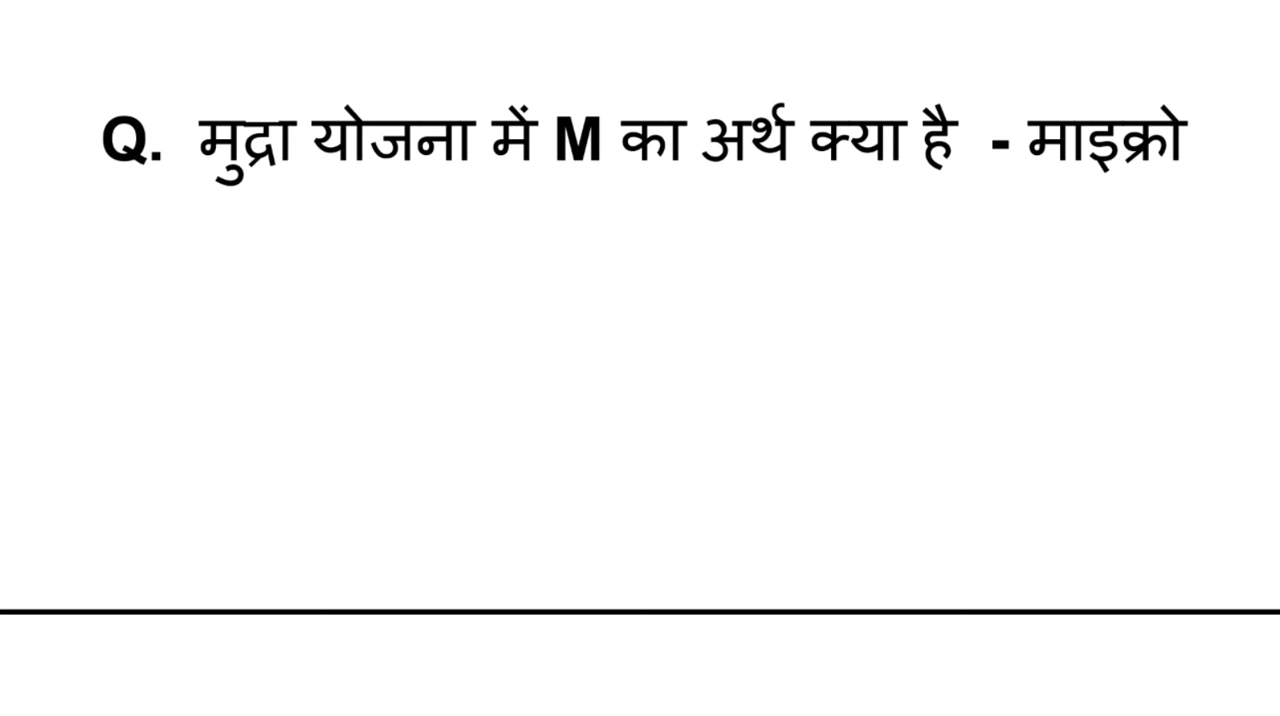 Q. मुद्रा योजना में M का अर्थ क्या है - माइक्रो